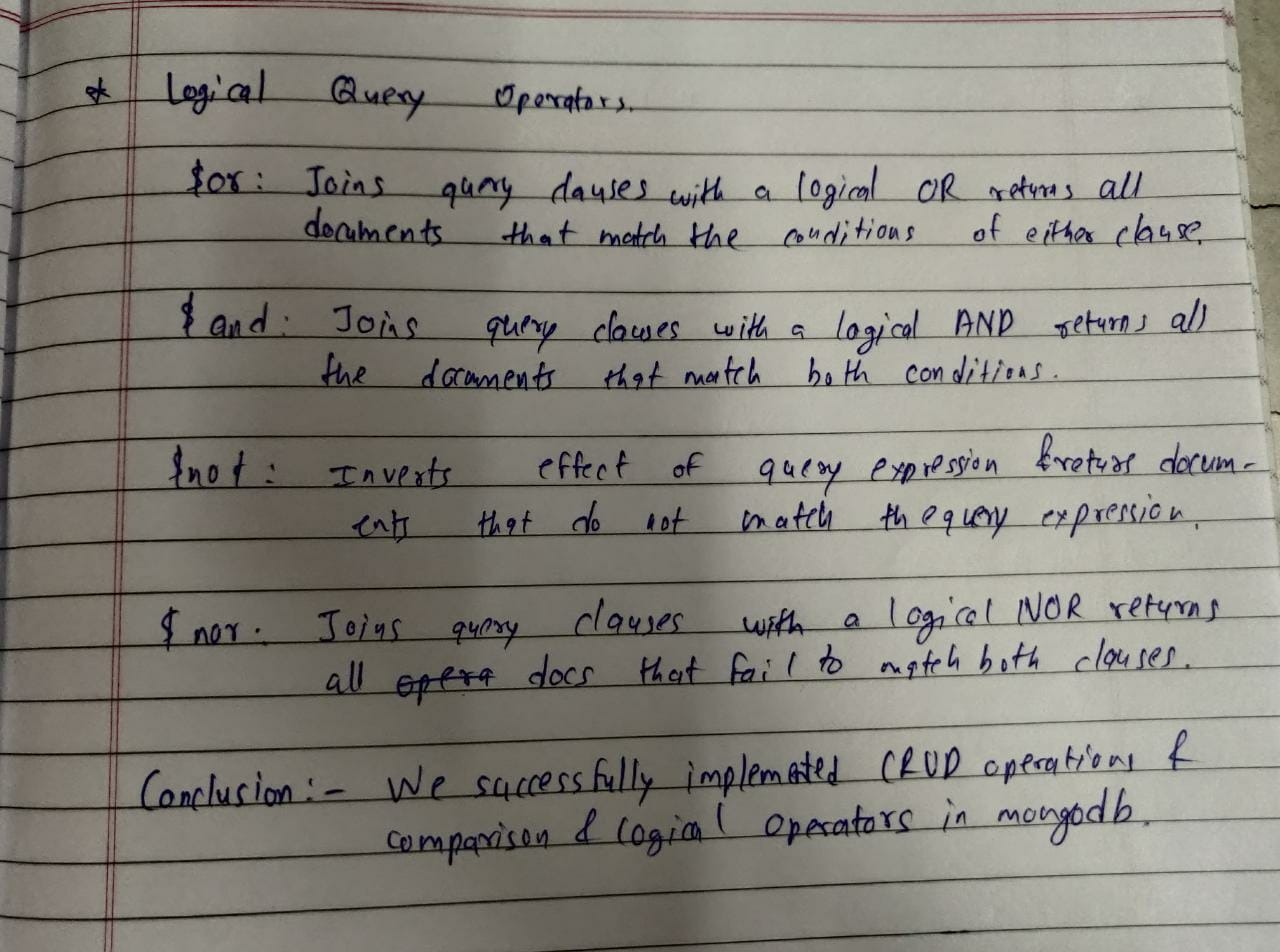 * Logical Query Operators.
$or: Joins query clauses with a logical OR returns all
documents that match the conditions of either clause.
$and: Joins query clauses with a logical AND returns all
the documents that match both conditions.
$not: Inverts effect of query expression & returs docum-
ents that do not match the query expression.
$nor: Joins query clauses with a logical NOR returns
all opera docs that fail to match both clauses.
Conclusion:- We successfully implemented CRUD operations &
comparison & logical operators in mongodb.